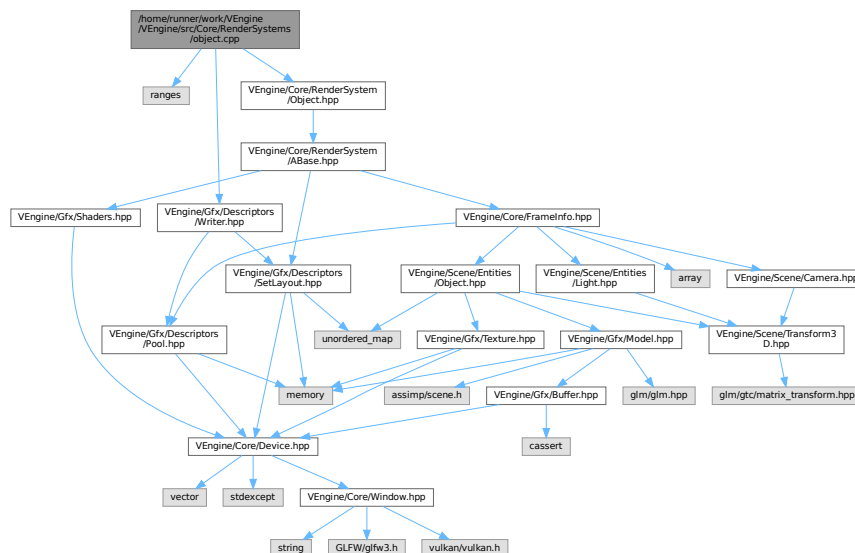 /home/runner/work/VEngine
/VEngine/src/Core/RenderSystems
/object.cpp
ranges
VEngine/Core/RenderSystem
/Object.hpp
VEngine/Core/RenderSystem
/ABase.hpp
VEngine/Gfx/Shaders.hpp
VEngine/Gfx/Descriptors
/Writer.hpp
VEngine/Core/FrameInfo.hpp
VEngine/Gfx/Descriptors
/SetLayout.hpp
VEngine/Scene/Entities
/Object.hpp
VEngine/Scene/Entities
/Light.hpp
array
VEngine/Scene/Camera.hpp
VEngine/Gfx/Descriptors
/Pool.hpp
unordered_map
VEngine/Gfx/Texture.hpp
VEngine/Gfx/Model.hpp
VEngine/Scene/Transform3
D.hpp
memory
assimp/scene.h
VEngine/Gfx/Buffer.hpp
glm/glm.hpp
glm/gtc/matrix_transform.hpp
VEngine/Core/Device.hpp
cassert
vector
stdexcept
VEngine/Core/Window.hpp
string
GLFW/glfw3.h
vulkan/vulkan.h